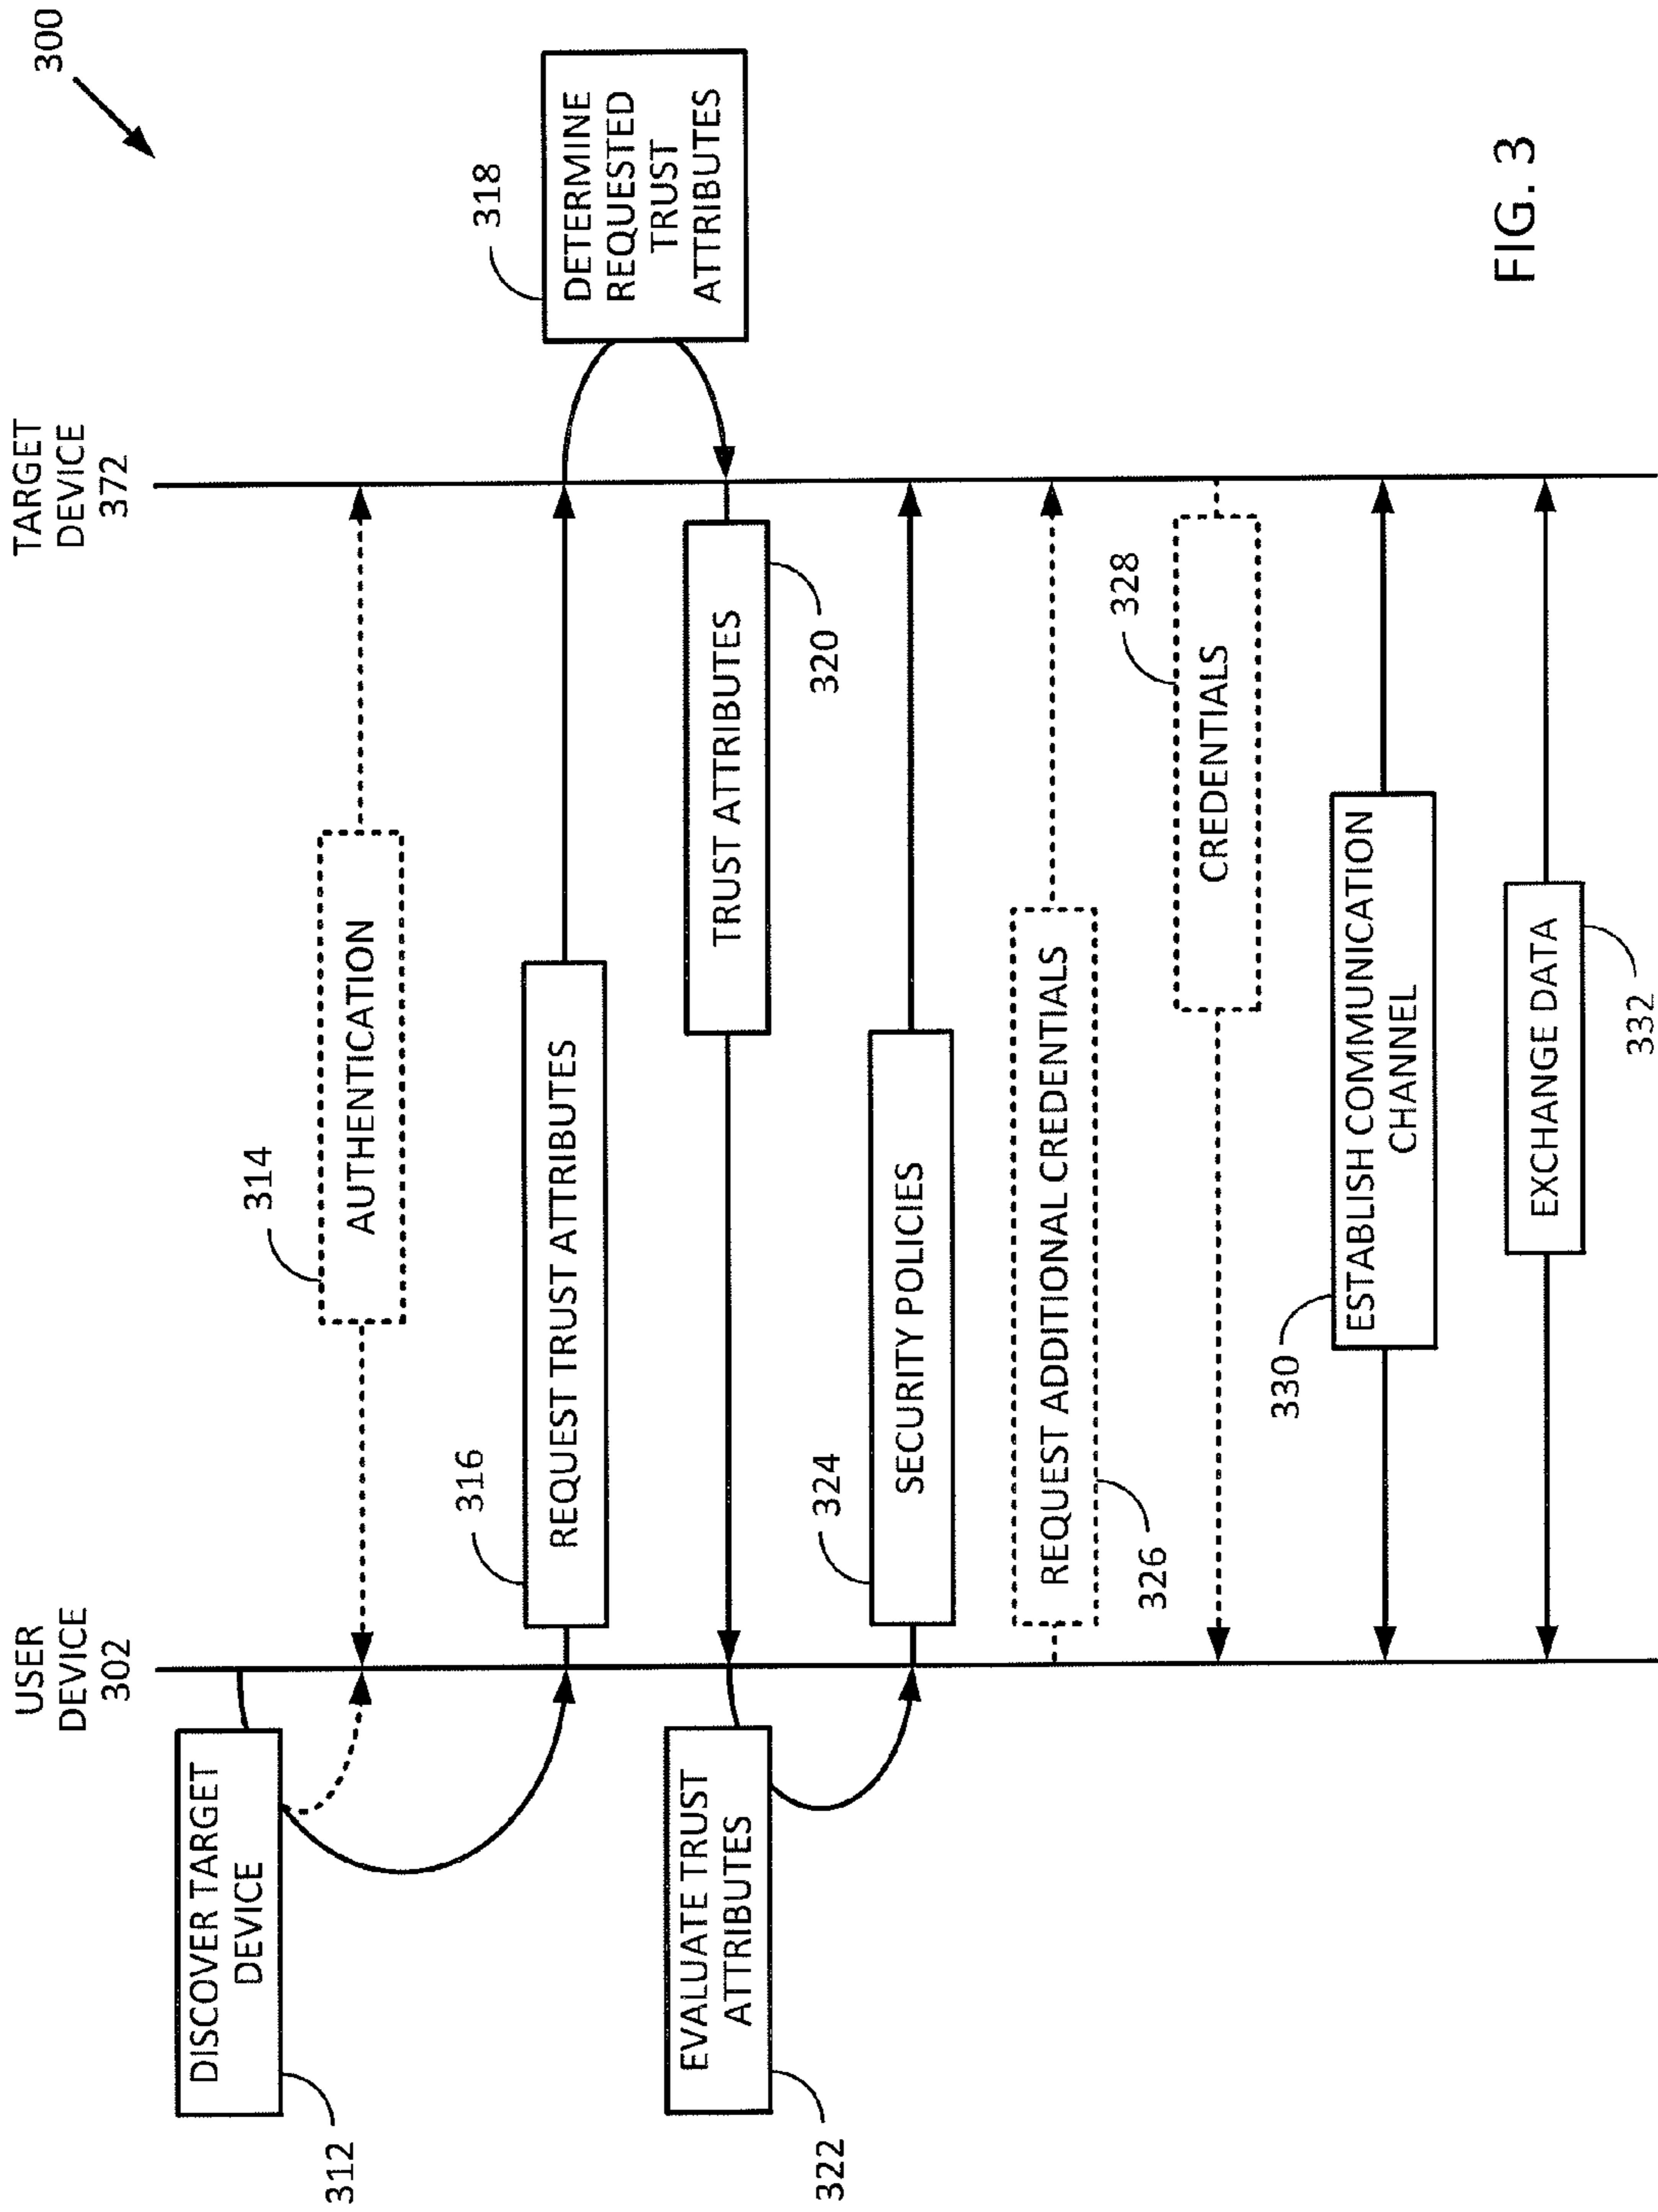 300
USER
DEVICE
302
TARGET
DEVICE
372
DISCOVER TARGET
DEVICE
312
314
AUTHENTICATION
316
REQUEST TRUST ATTRIBUTES
318
DETERMINE
REQUESTED
TRUST
ATTRIBUTES
TRUST ATTRIBUTES
320
EVALUATE TRUST
ATTRIBUTES
322
324
SECURITY POLICIES
REQUEST ADDITIONAL CREDENTIALS
326
328
CREDENTIALS
330
ESTABLISH COMMUNICATION
CHANNEL
EXCHANGE DATA
332
FIG. 3